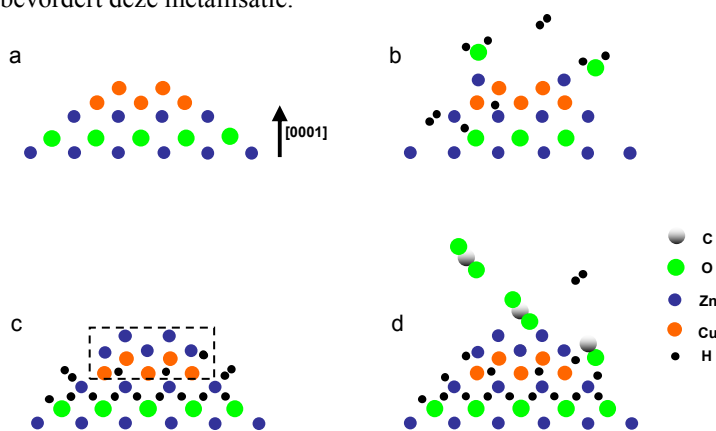 bevordert deze metallisatie.
a
b
[0001]
c
d
C
O
Zn
Cu
H